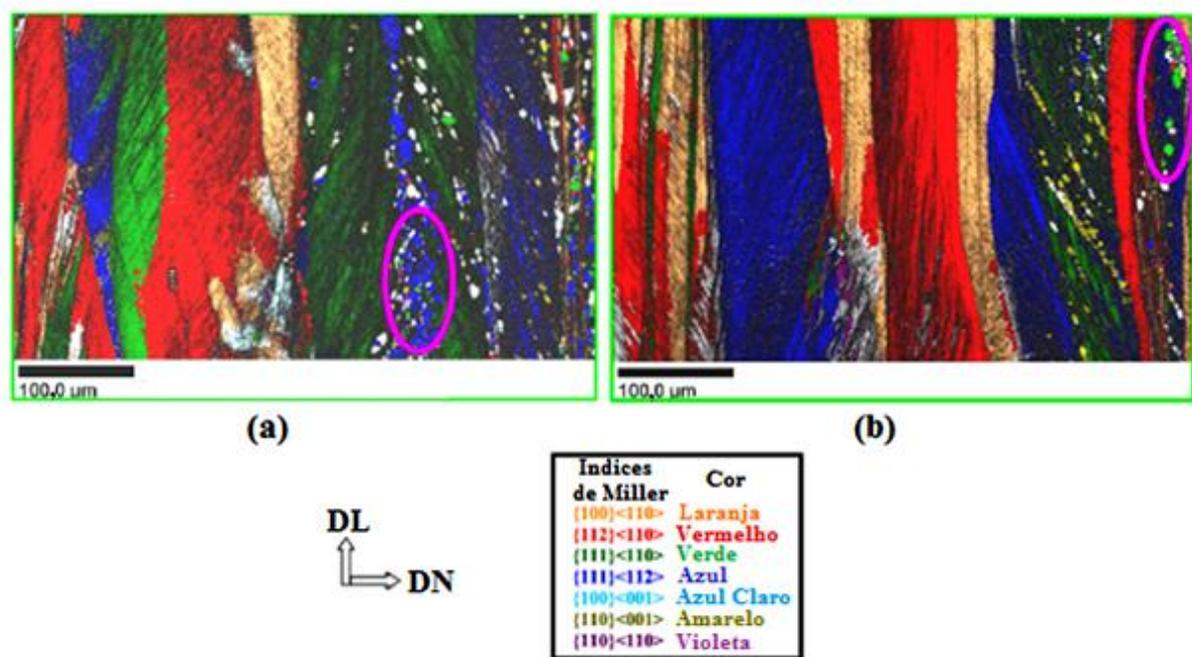 100,0 µm
100,0 µm
(a)
(b)
DL
DN
Indices de Miller Cor
{100}<110> Laranja
{112}<110> Vermelho
{111}<110> Verde
{111}<112> Azul
{100}<001> Azul Claro
{110}<001> Amarelo
{110}<110> Violeta